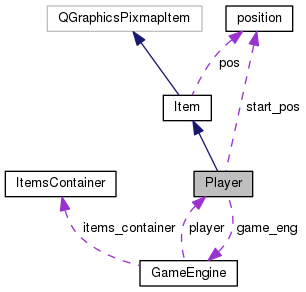 QGraphicsPixmapItem
position
pos
Item
start_pos
ItemsContainer
Player
items_container
player
game_eng
GameEngine